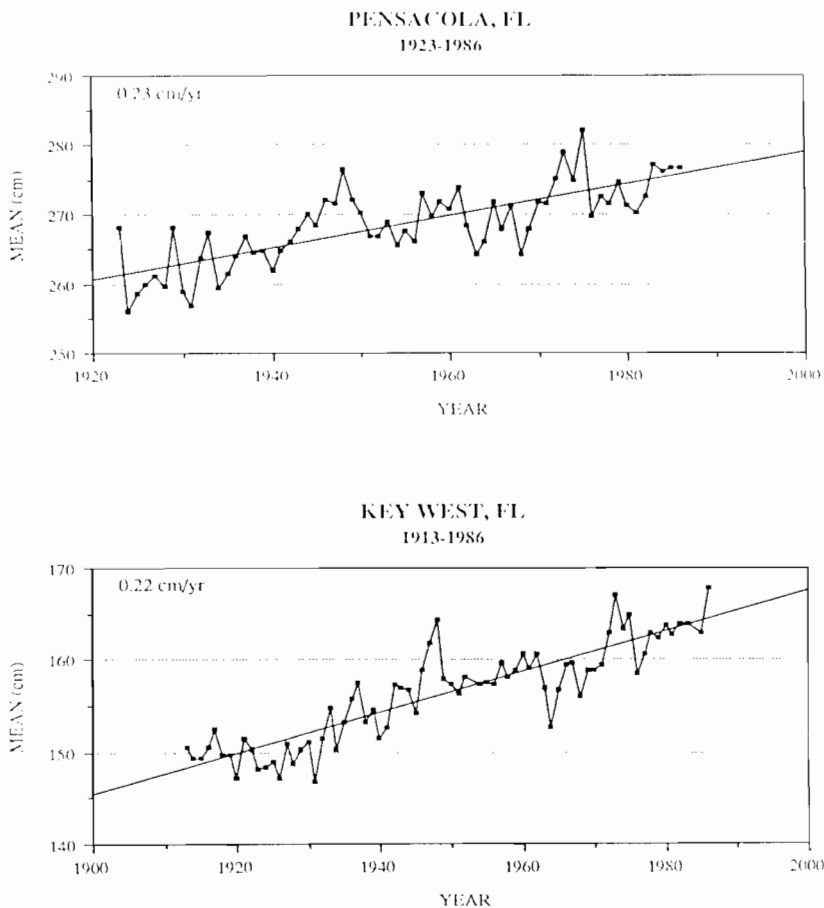 PENSACOLA, FL
1923-1986
0.23 cm/yr
MEAN (cm)
290
280
270
260
250
1920
1940
1960
1980
2000
YEAR
KEY WEST, FL
1913-1986
0.22 cm/yr
MEAN (cm)
170
160
150
140
1900
1920
1940
1960
1980
2000
YEAR